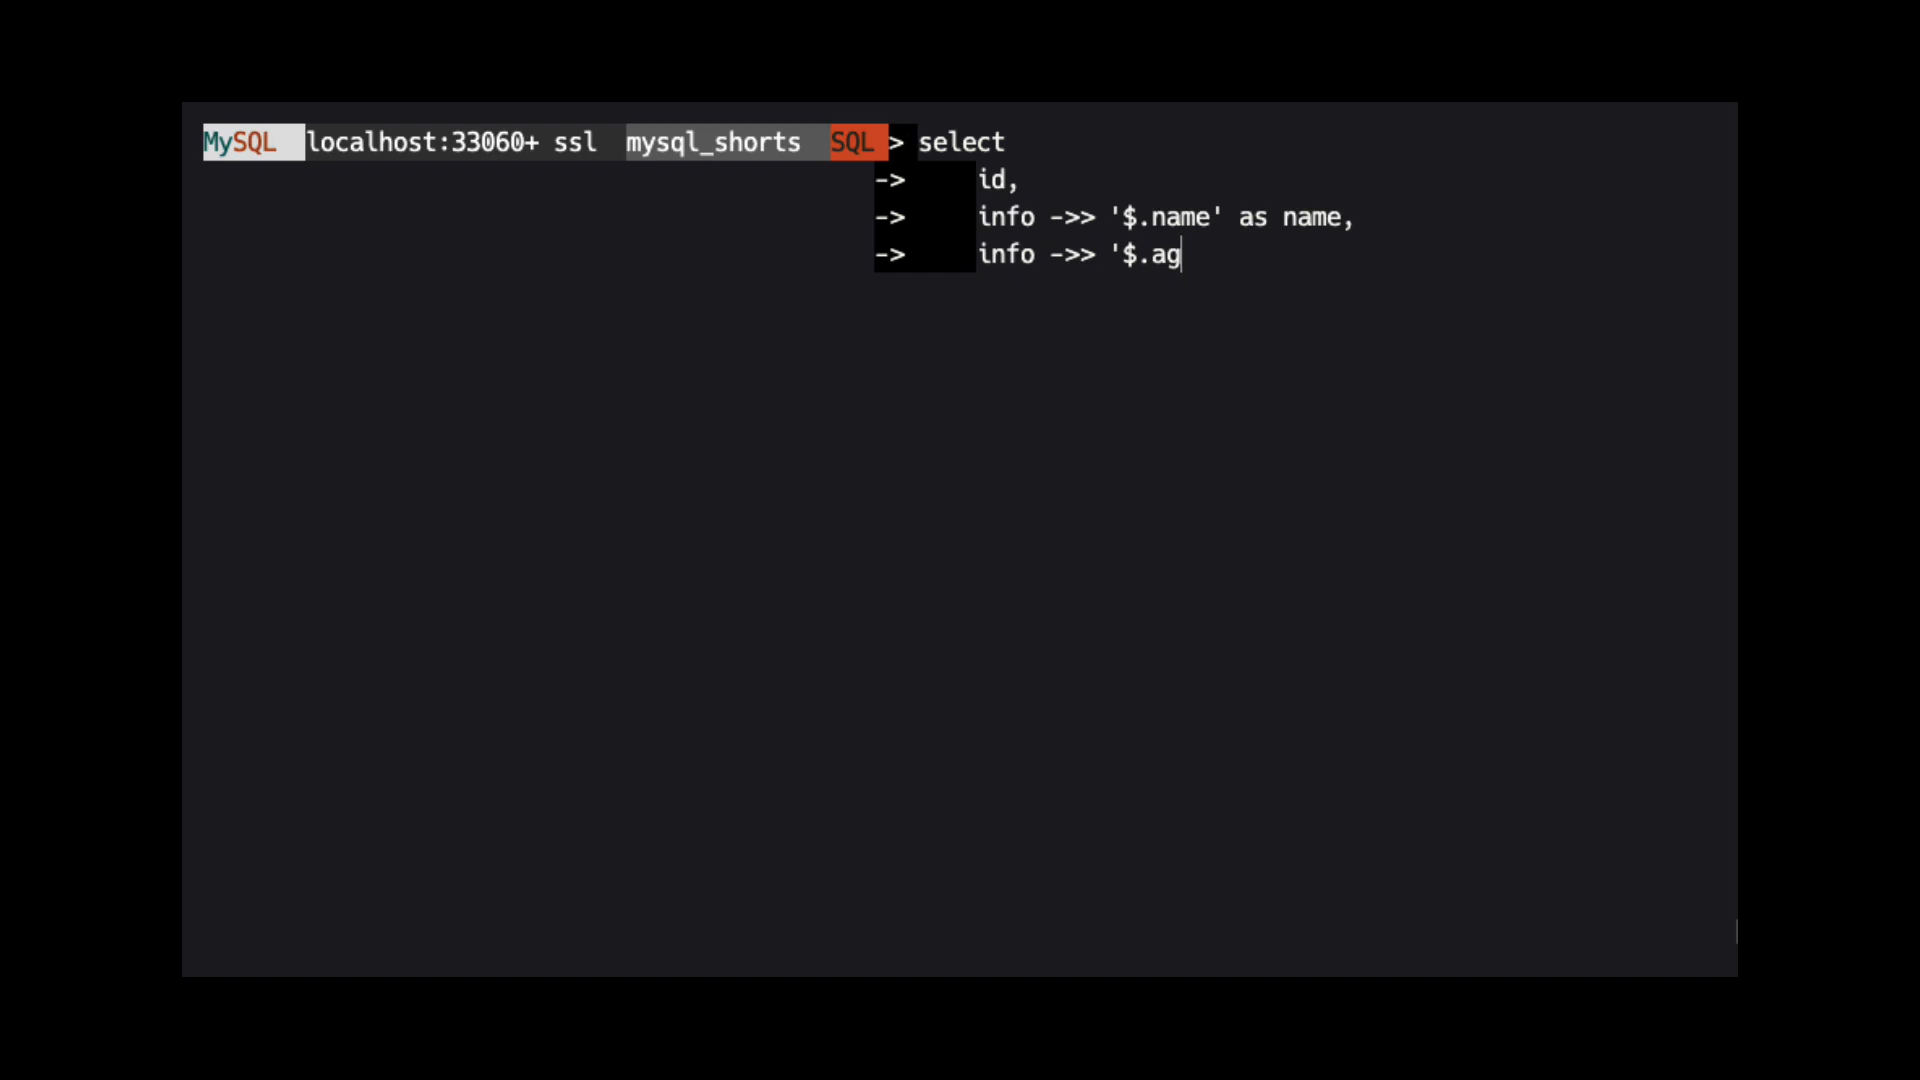 MySQL localhost:33060+ ssl mysql_shorts SQL > select
-> id,
-> info ->> '$.name' as name,
-> info ->> '$.ag